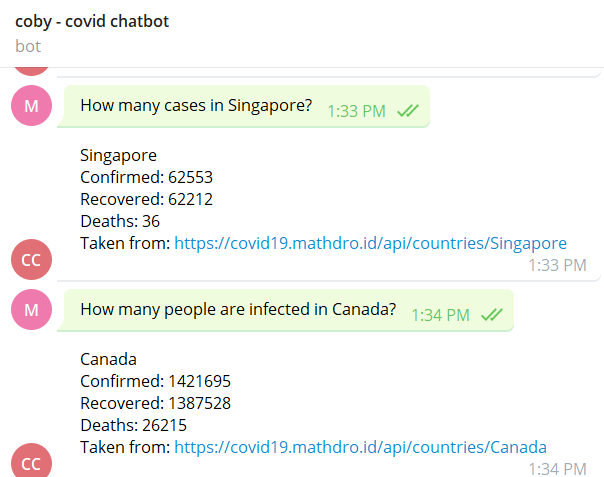 coby - covid chatbot
bot
M
How many cases in Singapore?
1:33 PM
Singapore
Confirmed: 62553
Recovered: 62212
Deaths: 36
Taken from: https://covid19.mathdro.id/api/countries/Singapore
CC
1:33 PM
M
How many people are infected in Canada?
1:34 PM
Canada
Confirmed: 1421695
Recovered: 1387528
Deaths: 26215
Taken from: https://covid19.mathdro.id/api/countries/Canada
CC
1:34 PM